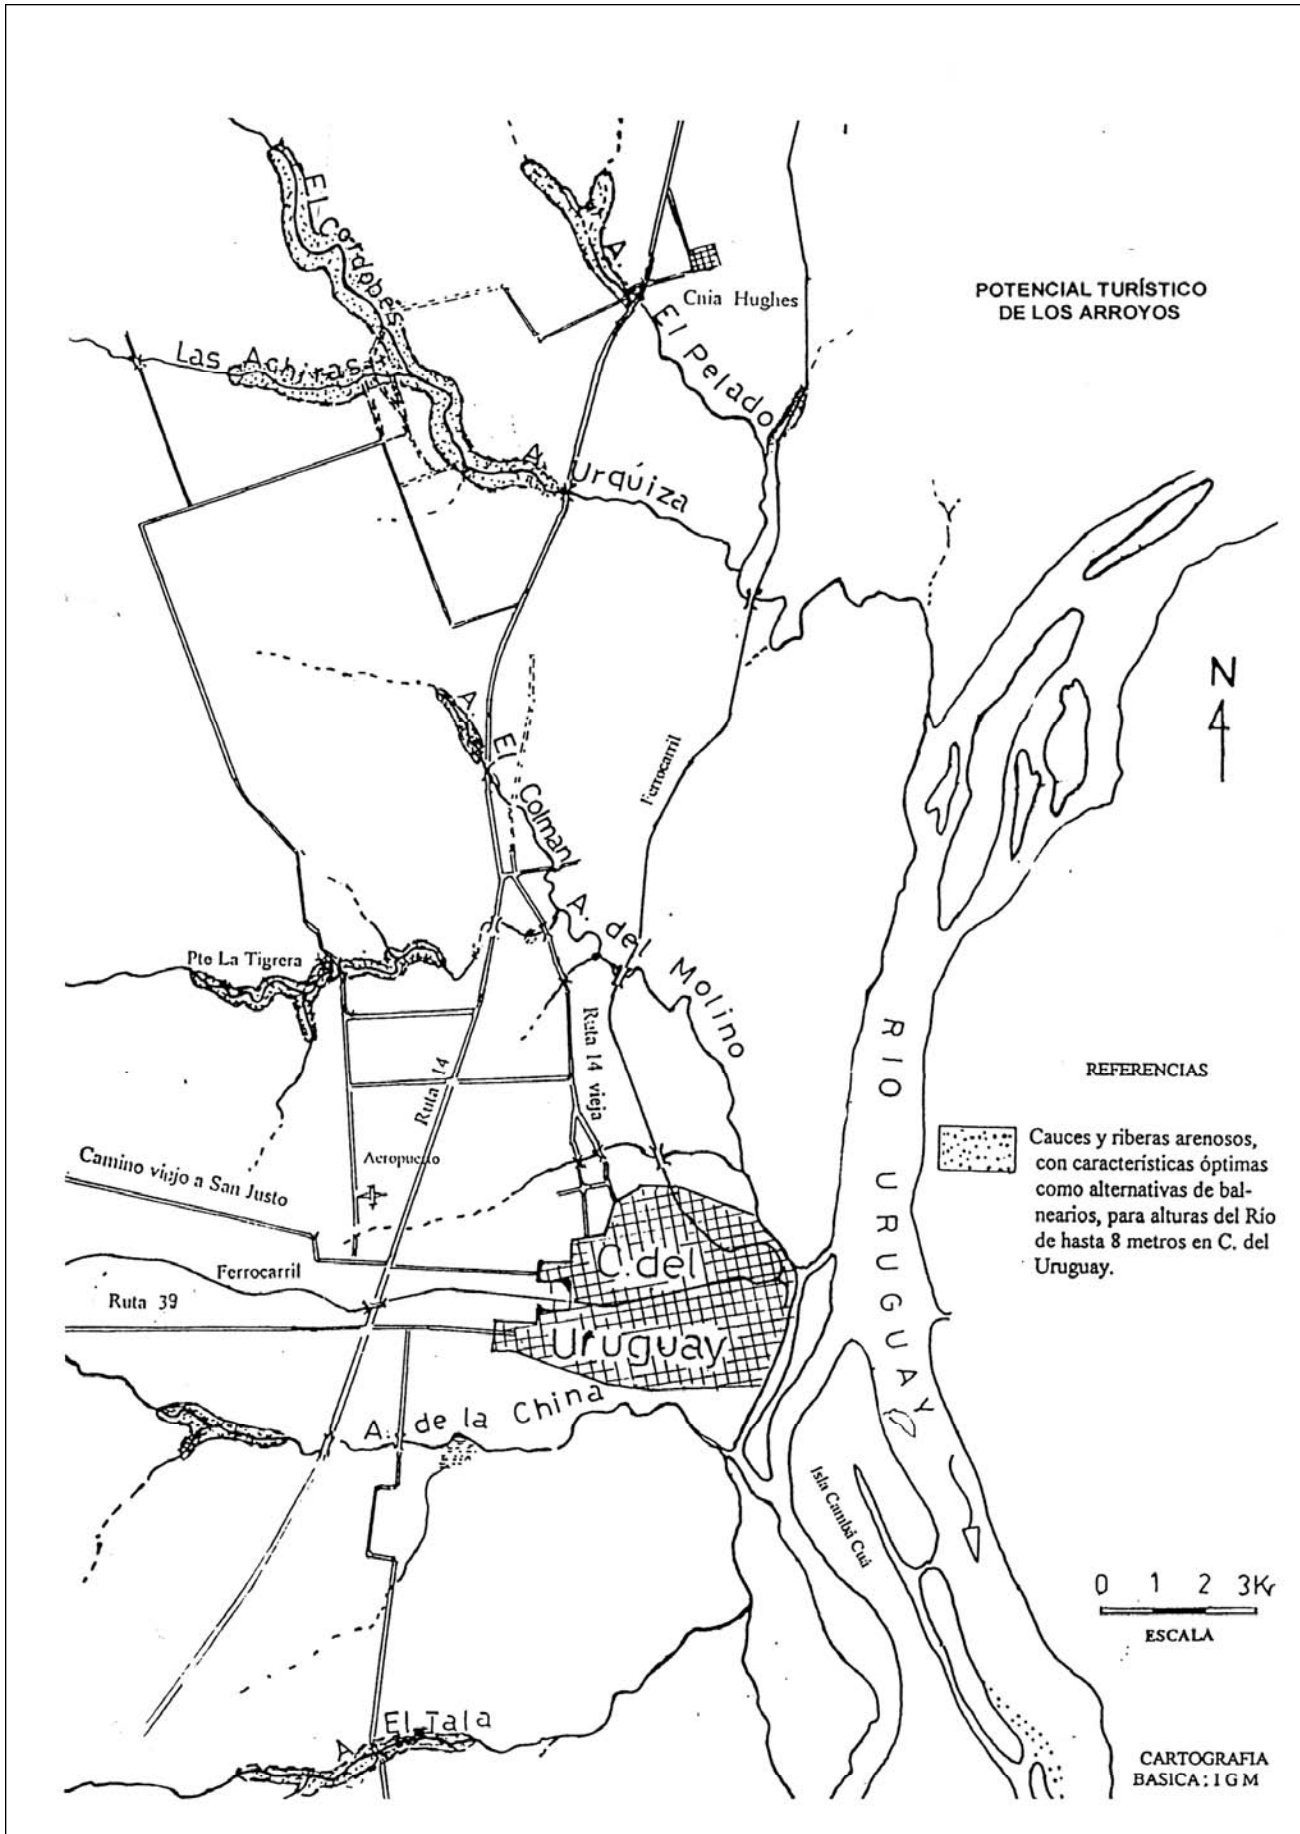 El Cordobes
A.
Cnia Hughes
POTENCIAL TURÍSTICO
DE LOS ARROYOS
El Pelado
Las Achiras
A. Urquiza
N
A. El Colman
Ferrocarril
A. del Molino
Pto La Tigrera
Ruta 14 vieja
Ruta 14
RIO URUGUAY
REFERENCIAS
Cauces y riberas arenosos,
con características óptimas
como alternativas de bal-
nearios, para alturas del Río
de hasta 8 metros en C. del
Uruguay.
Camino viejo a San Justo
Aeropuerto
Ferrocarril
Ruta 39
C. del
Uruguay
A. de la China
Isla Cambá Cuá
0 1 2 3Kr
ESCALA
A. El Tala
CARTOGRAFIA
BASICA: I G M